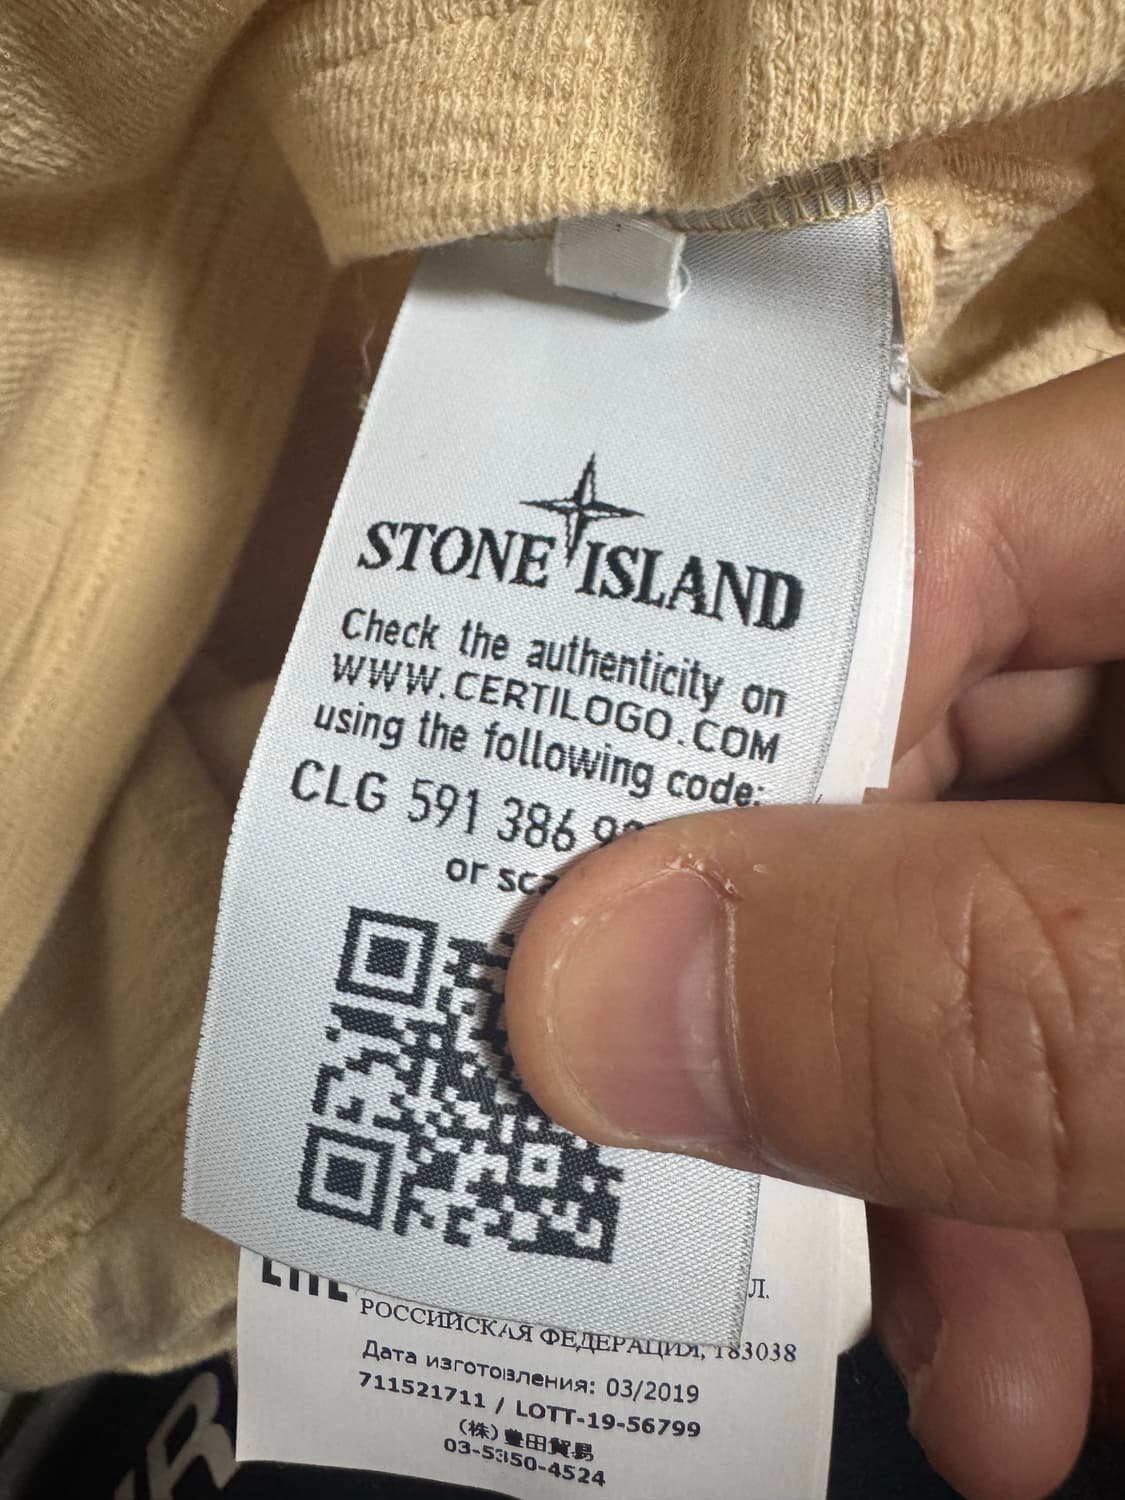 STONE ISLAND
Check the authenticity on
WWW.CERTILOGO.COM
using the following code:
CLG 591 386
or
Л.
РОССИЙСКАЯ ФЕДЕРАЦИЯ, 183038
Дата изготовления: 03/2019
711521711 / LOTT-19-56799
(株) 豊田貿易
03-5350-4524